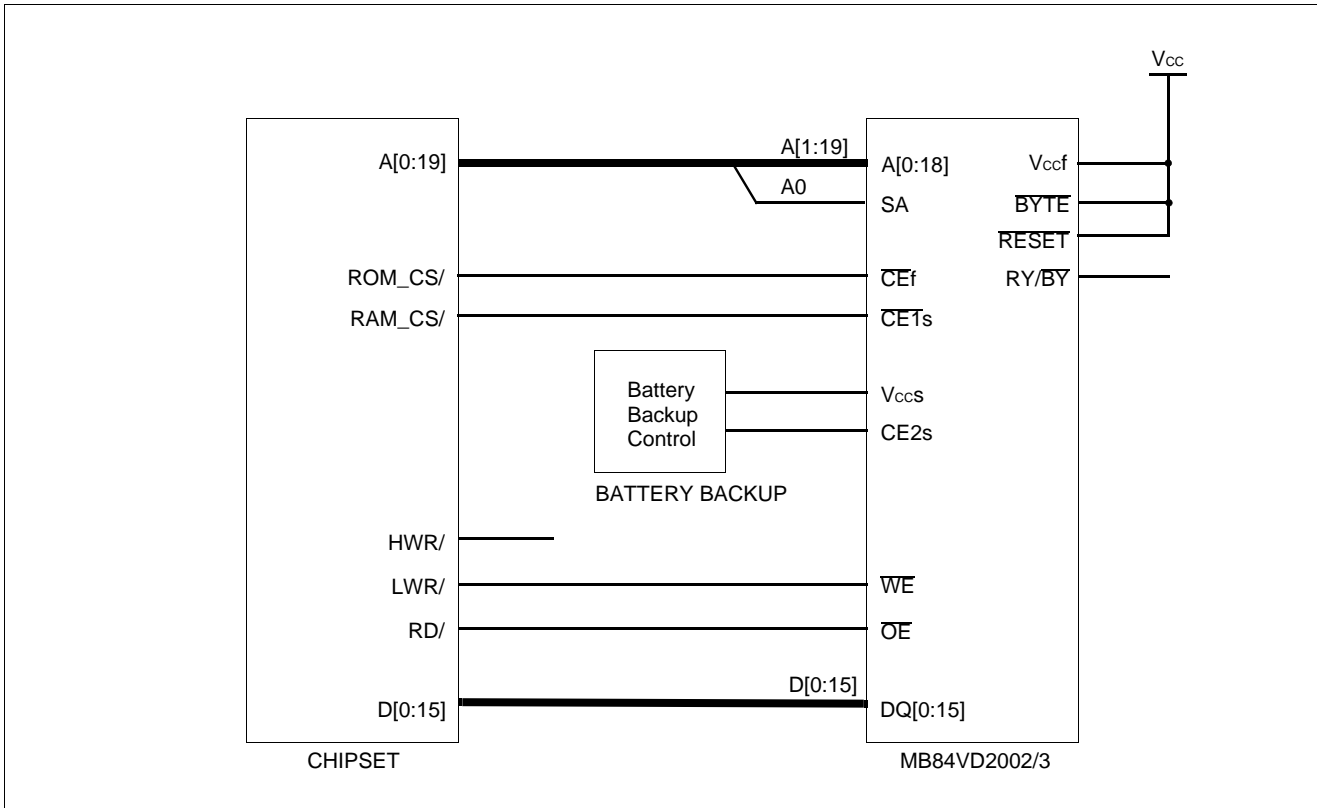 Vcc
A[0:19]
A[1:19]
A[0:18]
Vccf
A0
SA
BYTE
RESET
ROM_CS/
CEf
RY/BY
RAM_CS/
CE1s
Battery
Backup
Control
Vccs
CE2s
BATTERY BACKUP
HWR/
LWR/
WE
RD/
OE
D[0:15]
D[0:15]
DQ[0:15]
CHIPSET
MB84VD2002/3